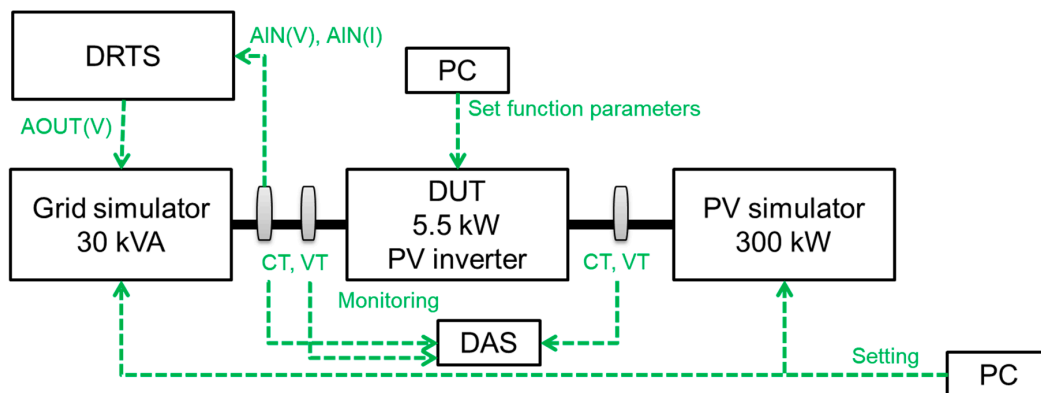 DRTS
AIN(V), AIN(I)
PC
Set function parameters
AOUT(V)
Grid simulator
30 kVA
DUT
5.5 kW
PV inverter
PV simulator
300 kW
CT, VT
CT, VT
Monitoring
DAS
Setting
PC